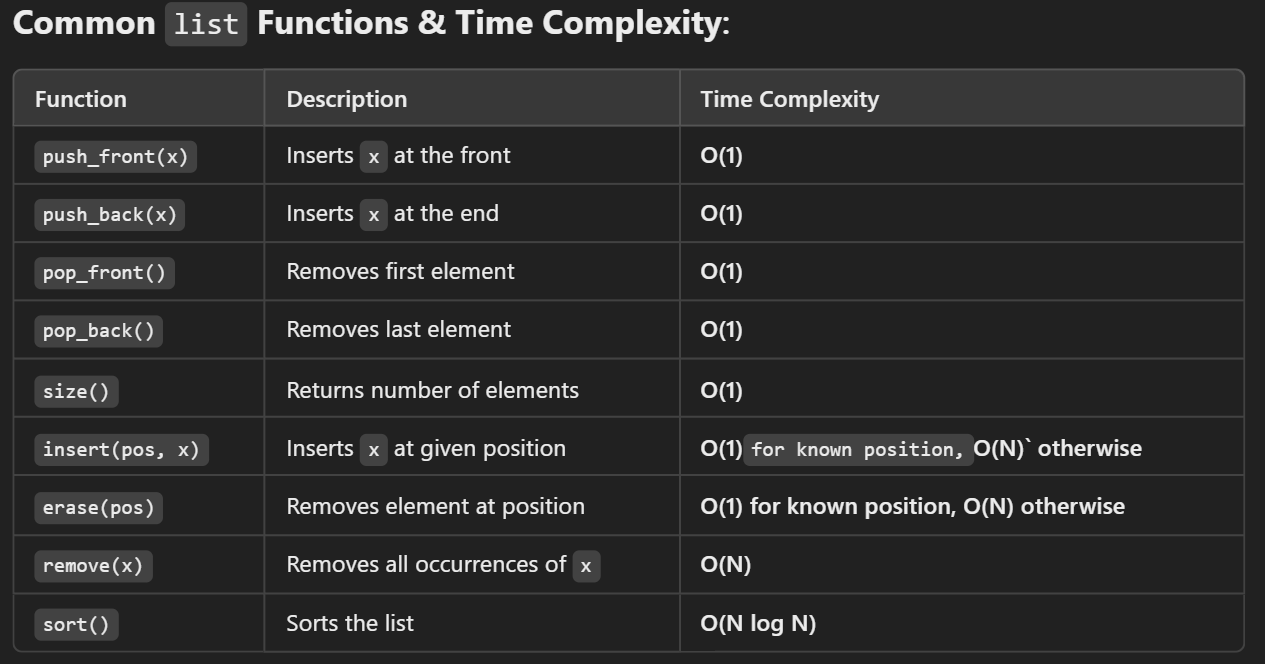 Common list Functions & Time Complexity:
Function Description Time Complexity
push_front(x) Inserts x at the front O(1)
push_back(x) Inserts x at the end O(1)
pop_front() Removes first element O(1)
pop_back() Removes last element O(1)
size() Returns number of elements O(1)
insert(pos, x) Inserts x at given position O(1) for known position, O(N)` otherwise
erase(pos) Removes element at position O(1) for known position, O(N) otherwise
remove(x) Removes all occurrences of x O(N)
sort() Sorts the list O(N log N)